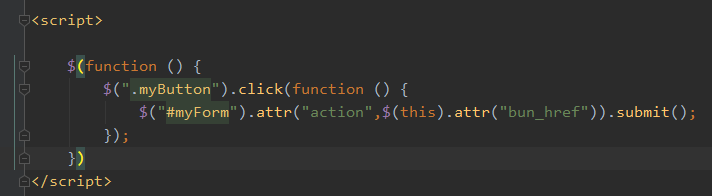 <script>
$(function () {
$(".myButton").click(function () {
$("#myForm").attr("action",$(this).attr("bun_href")).submit();
});
})
</script>